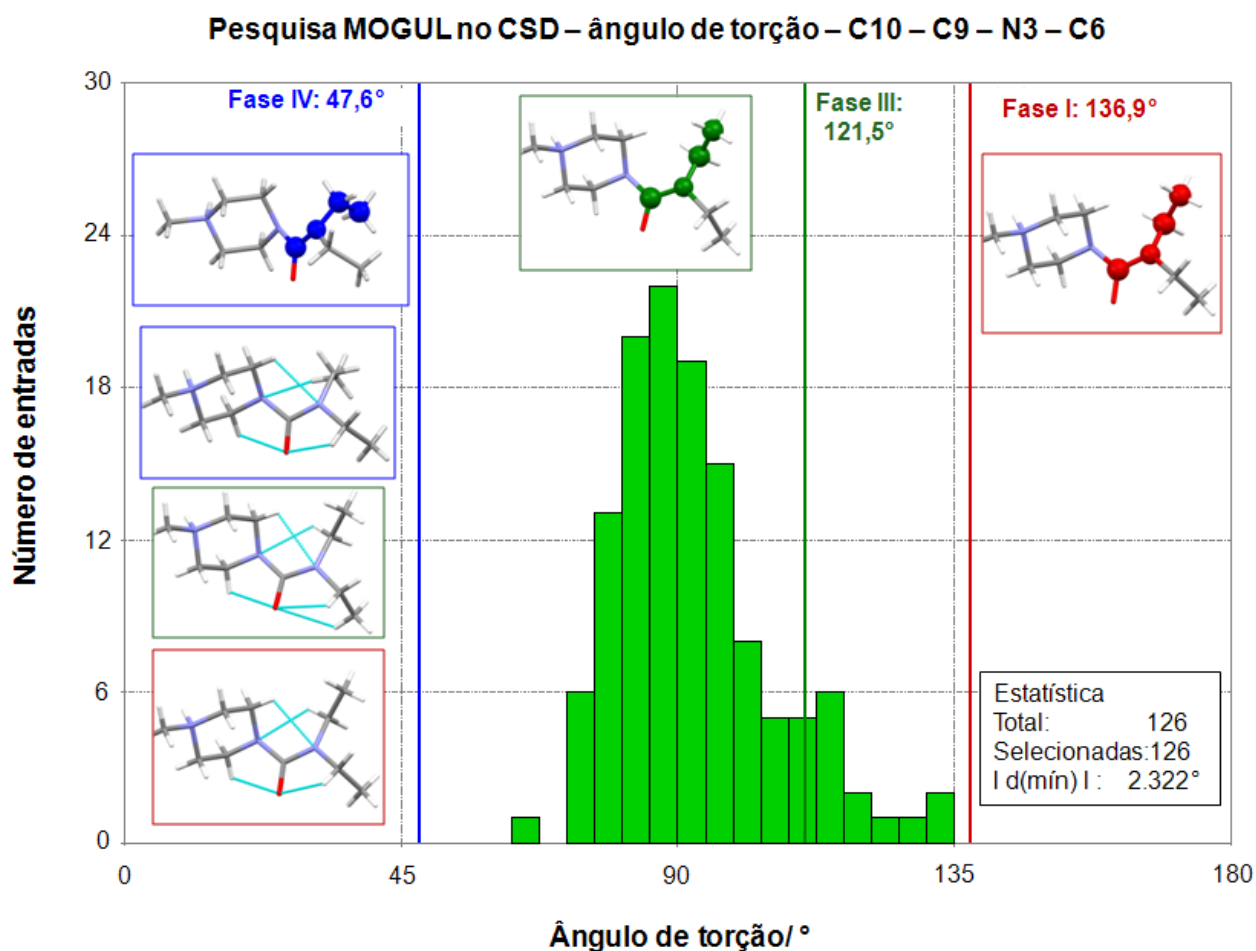 Pesquisa MOGUL no CSD – ângulo de torção – C10 – C9 – N3 – C6
Fase IV: 47,6°
Fase III:
121,5°
Fase I: 136,9°
Número de entradas
30
24
18
12
6
0
Estatística
Total: 126
Selecionadas:126
I d(mín) I : 2.322°
0
45
90
135
180
Ângulo de torção/ °